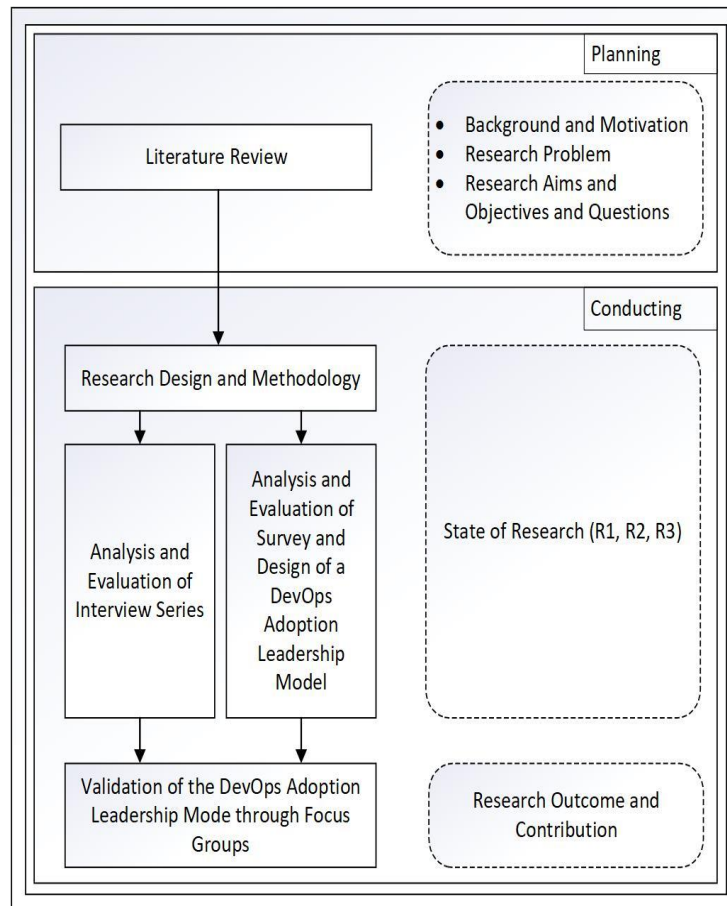 Planning
Literature Review
• Background and Motivation
• Research Problem
• Research Aims and
Objectives and Questions
Conducting
Research Design and Methodology
Analysis and
Evaluation of
Interview Series
Analysis and
Evaluation of
Survey and
Design of a
DevOps
Adoption
Leadership
Model
State of Research (R1, R2, R3)
Validation of the DevOps Adoption
Leadership Mode through Focus
Groups
Research Outcome and
Contribution